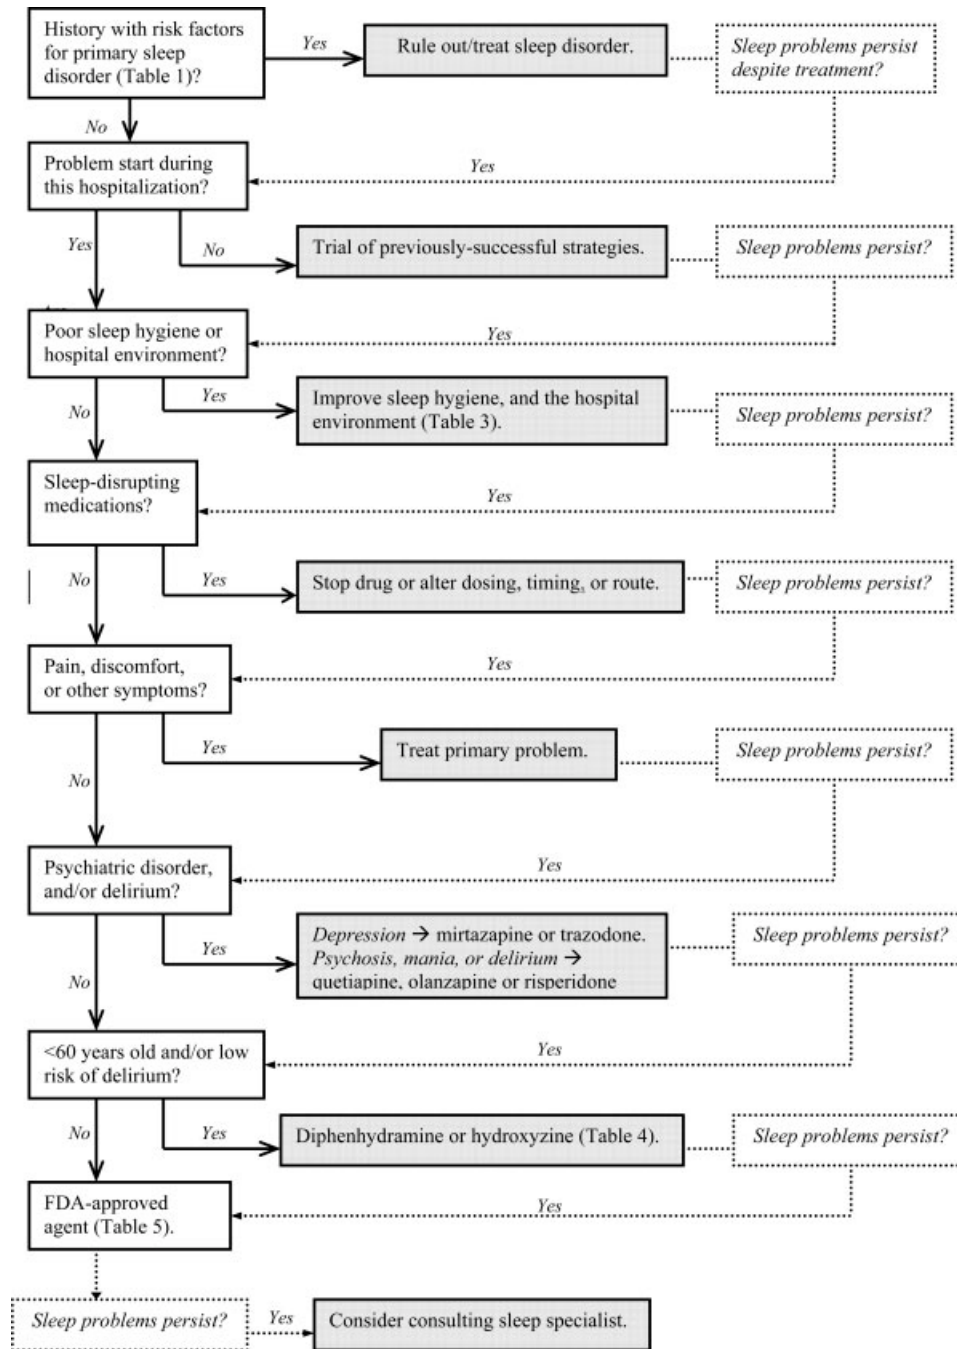 History with risk factors
for primary sleep
disorder (Table 1)?
Yes
Rule out/treat sleep disorder.
Sleep problems persist
despite treatment?
No
Problem start during
this hospitalization?
Yes
Yes
No
Trial of previously-successful strategies.
Sleep problems persist?
Poor sleep hygiene or
hospital environment?
Yes
No
Yes
Improve sleep hygiene, and the hospital
environment (Table 3).
Sleep problems persist?
Sleep-disrupting
medications?
Yes
No
Yes
Stop drug or alter dosing, timing, or route.
Sleep problems persist?
Pain, discomfort,
or other symptoms?
Yes
No
Yes
Treat primary problem.
Sleep problems persist?
Psychiatric disorder,
and/or delirium?
Yes
No
Yes
Depression → mirtazapine or trazodone.
Psychosis, mania, or delirium →
quetiapine, olanzapine or risperidone
Sleep problems persist?
<60 years old and/or low
risk of delirium?
Yes
No
Yes
Diphenhydramine or hydroxyzine (Table 4).
Sleep problems persist?
FDA-approved
agent (Table 5).
Yes
Sleep problems persist?
Yes
Consider consulting sleep specialist.